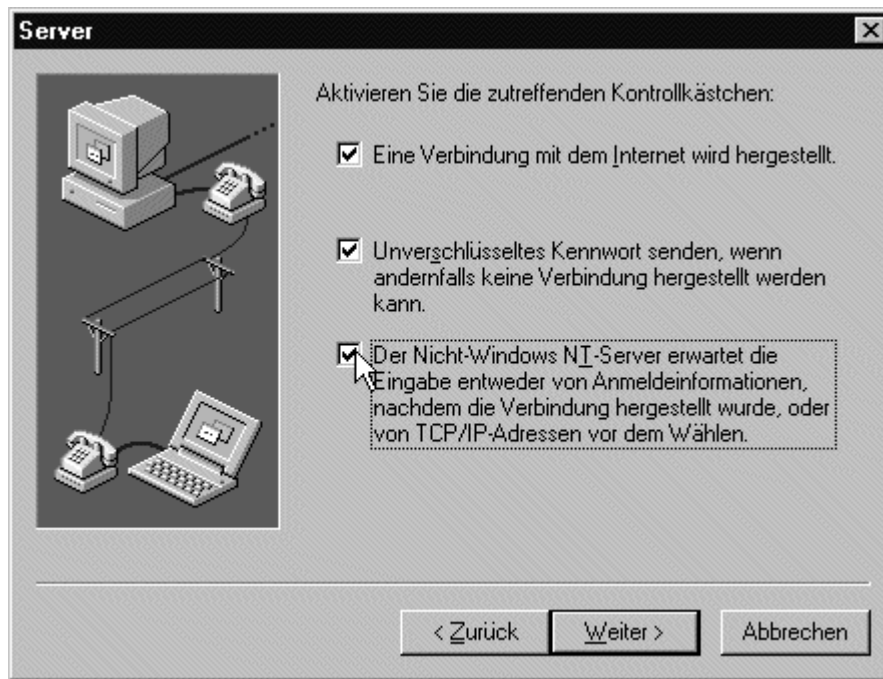 Server
Aktivieren Sie die zutreffenden Kontrollkästchen:
Eine Verbindung mit dem Internet wird hergestellt.
Unverschlüsseltes Kennwort senden, wenn
andernfalls keine Verbindung hergestellt werden
kann.
Der Nicht-Windows NT-Server erwartet die
Eingabe entweder von Anmeldeinformationen,
nachdem die Verbindung hergestellt wurde, oder
von TCP/IP-Adressen vor dem Wählen.
< Zurück
Weiter >
Abbrechen